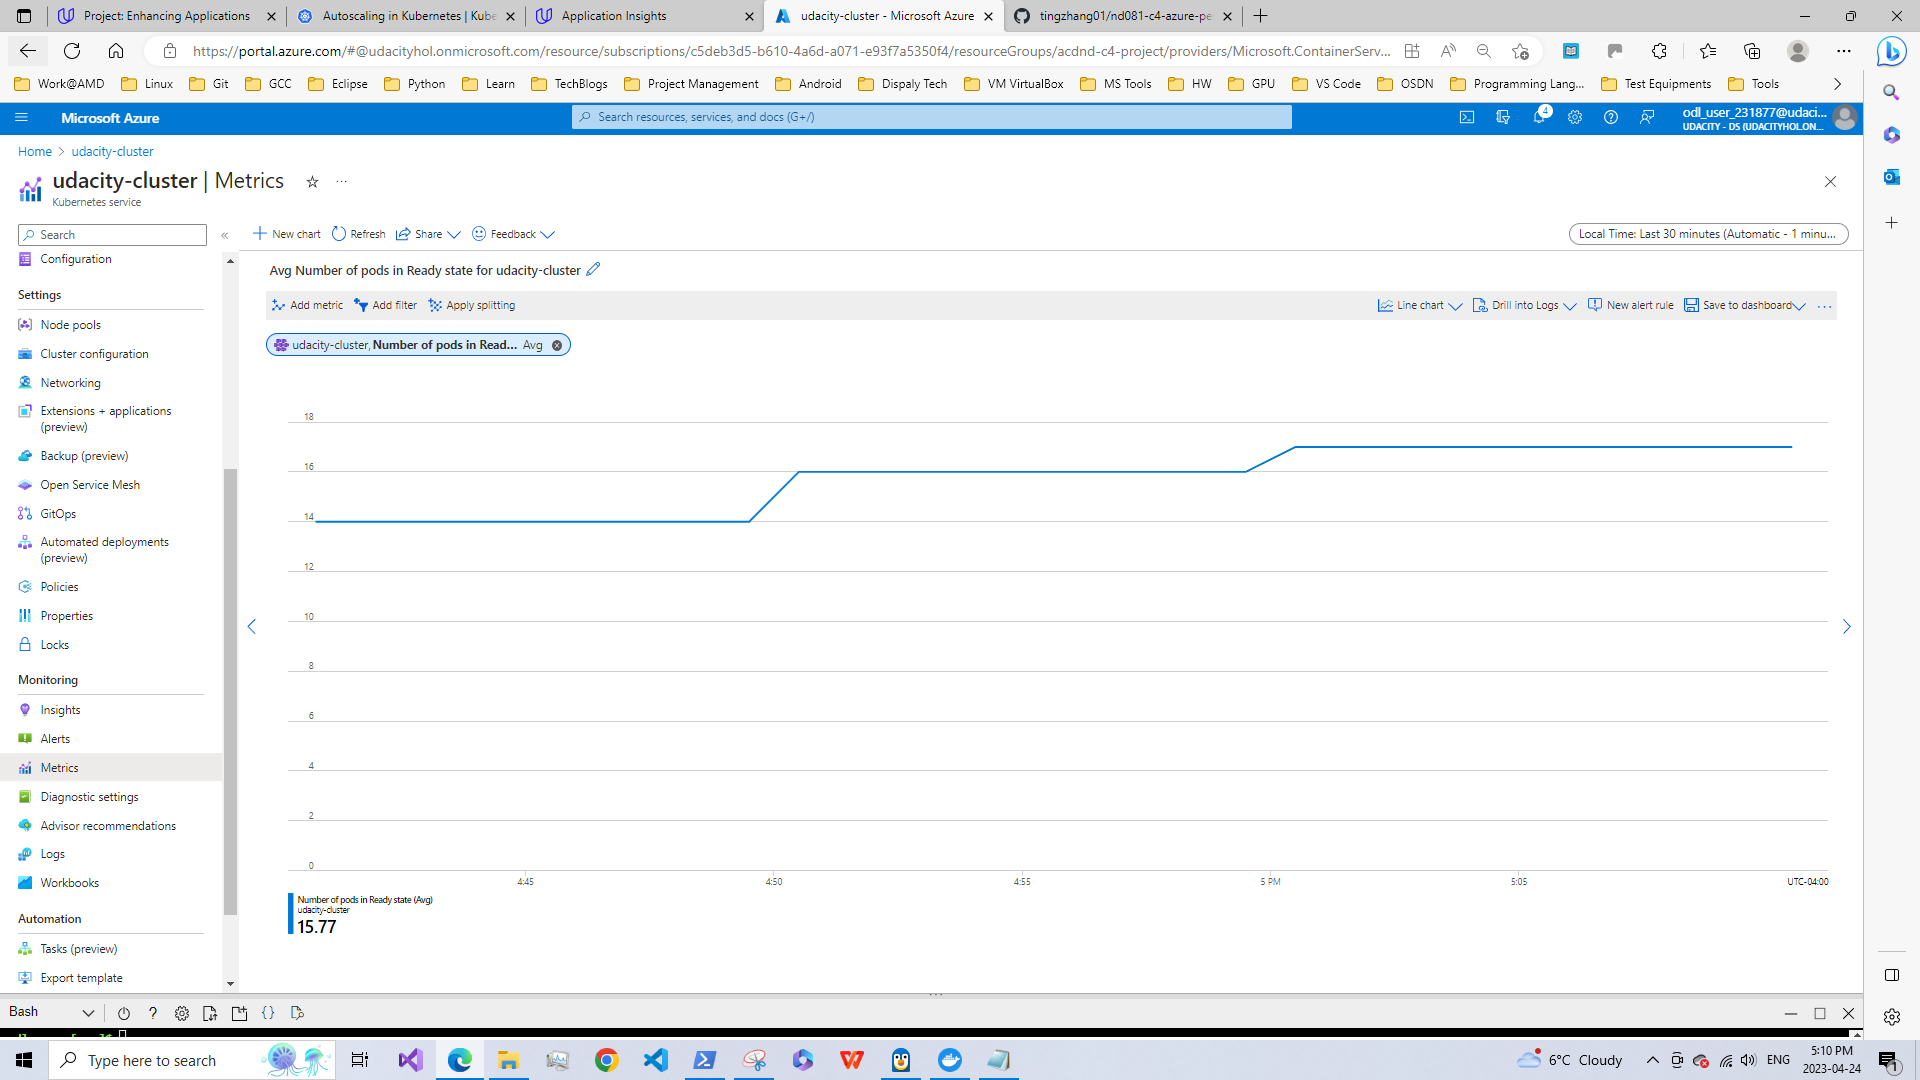 Project: Enhancing Applications
Autoscaling in Kubernetes | Kube
Application Insights
udacity-cluster - Microsoft Azure
tingzhang01/nd081-c4-azure-pe
https://portal.azure.com/#@udacityhol.onmicrosoft.com/resource/subscriptions/c5deb3d5-b610-4a6d-a071-e93f7a5350f4/resourceGroups/acdnd-c4-project/providers/Microsoft.ContainerServ...
Work@AMD Linux Git GCC Eclipse Python Learn TechBlogs Project Management Android Dispaly Tech VM VirtualBox MS Tools HW GPU VS Code OSDN Programming Lang... Test Equipments Tools
Microsoft Azure
Search resources, services, and docs (G+/)
4
odl_user_231877@udaci...
UDACITY - DS (UDACITYHOL.ON...
Home > udacity-cluster
udacity-cluster | Metrics
Kubernetes service
Search
Configuration
Settings
Node pools
Cluster configuration
Networking
Extensions + applications
(preview)
Backup (preview)
Open Service Mesh
GitOps
Automated deployments
(preview)
Policies
Properties
Locks
Monitoring
Insights
Alerts
Metrics
Diagnostic settings
Advisor recommendations
Logs
Workbooks
Automation
Tasks (preview)
Export template
New chart Refresh Share Feedback
Local Time: Last 30 minutes (Automatic - 1 minu...
Avg Number of pods in Ready state for udacity-cluster
Add metric Add filter Apply splitting
Line chart Drill into Logs New alert rule Save to dashboard
udacity-cluster, Number of pods in Read... Avg
18
16
14
12
10
8
6
4
2
0
4:45 4:50 4:55 5 PM 5:05 UTC-04:00
Number of pods in Ready state (Avg)
udacity-cluster
15.77
Bash
Type here to search
6°C Cloudy
ENG
5:10 PM
2023-04-24
1